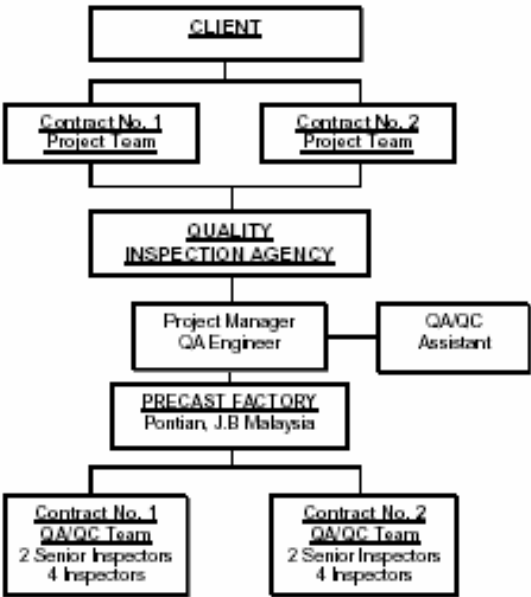 CLIENT
Contract No. 1
Project Team
Contract No. 2
Project Team
QUALITY
INSPECTION AGENCY
Project Manager
QA Engineer
QA/QC
Assistant
PRECAST FACTORY
Pontian, J.B Malaysia
Contract No. 1
QA/QC Team
2 Senior Inspectors
4 Inspectors
Contract No. 2
QA/QC Team
2 Senior Inspectors
4 Inspectors